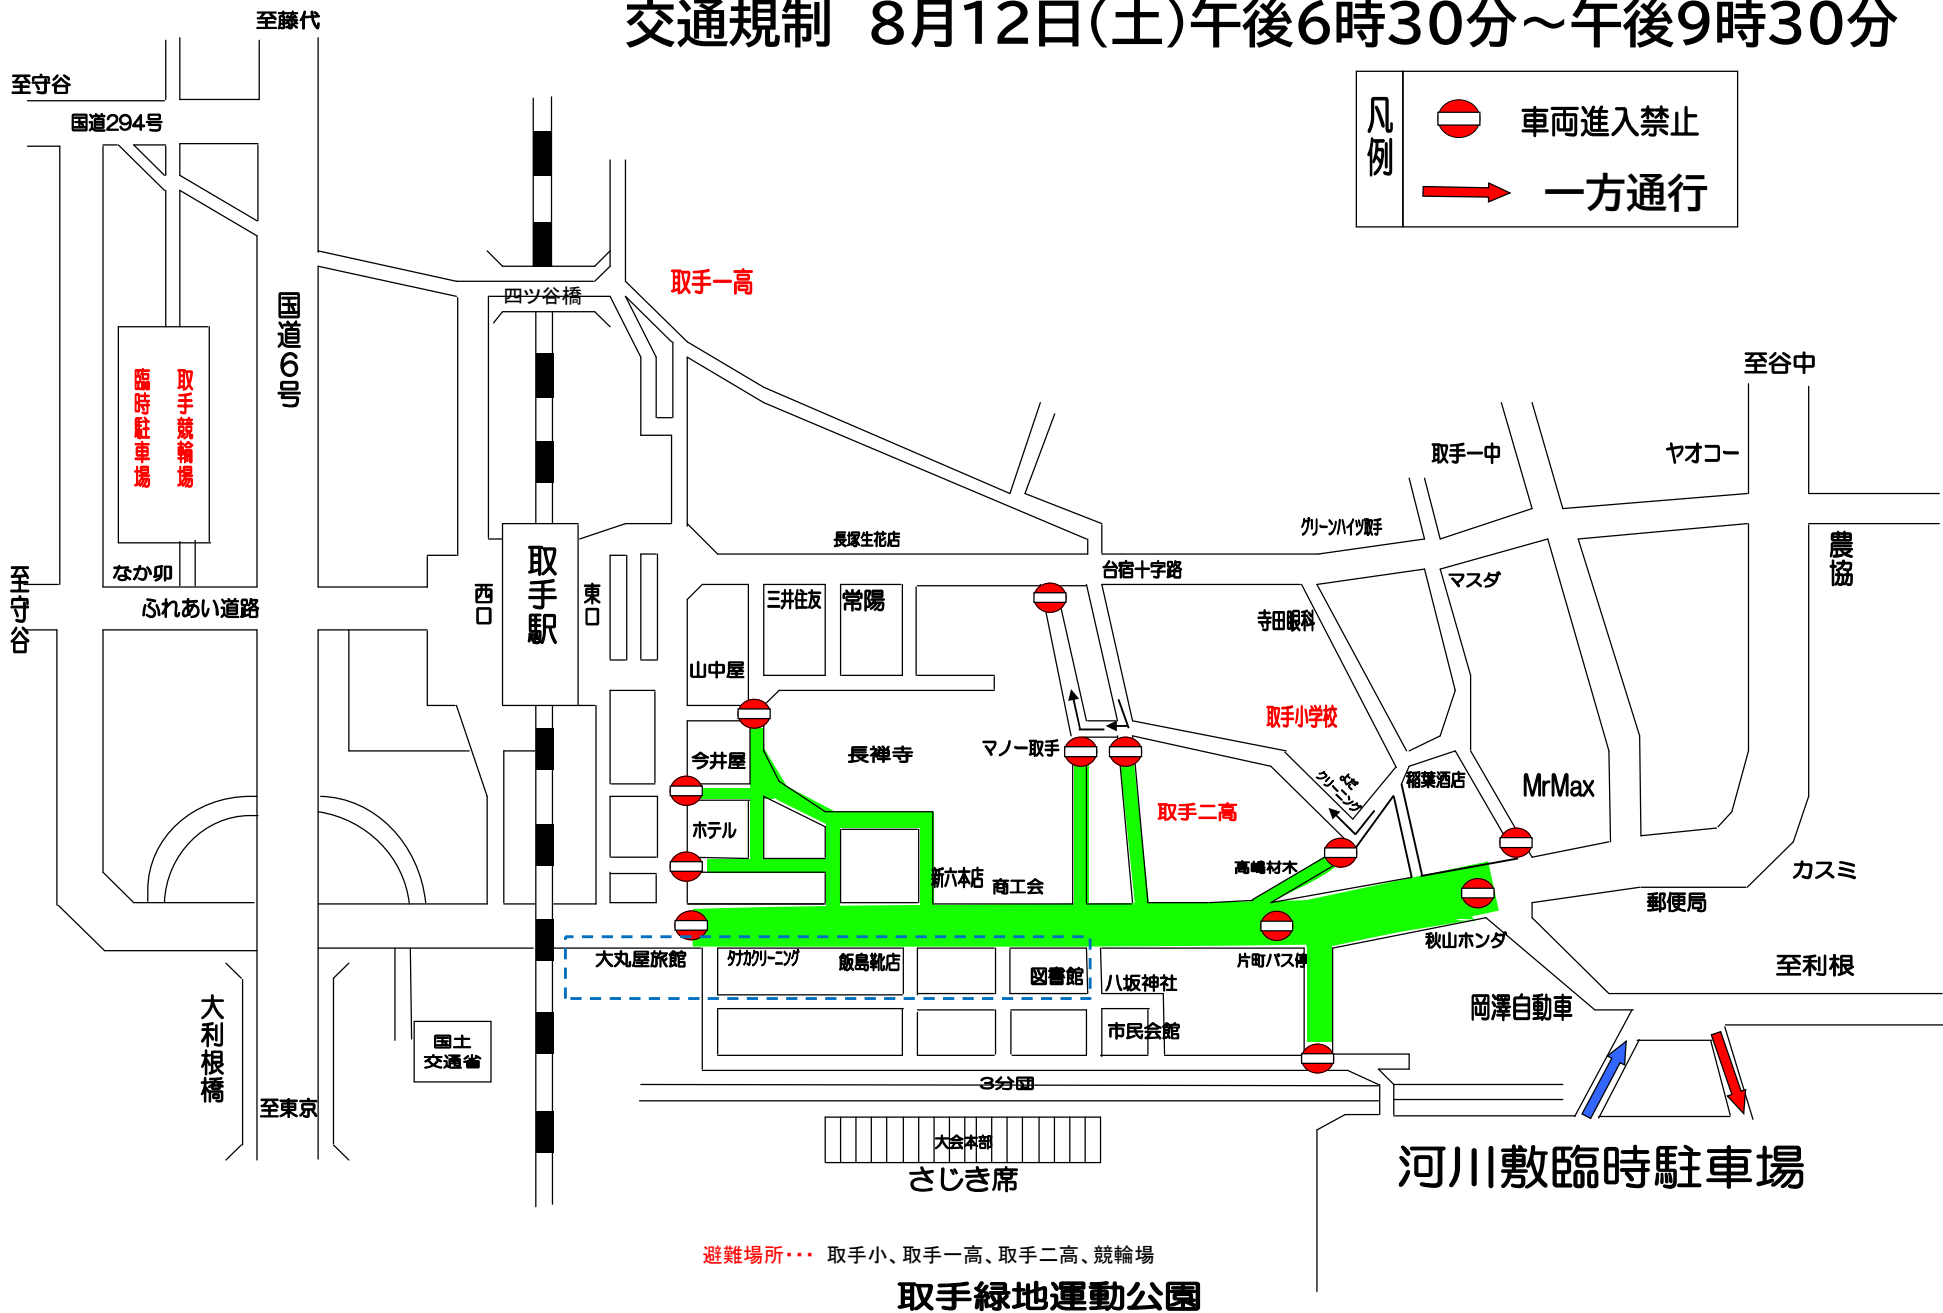 交通規制　8月12日(土)午後6時30分～午後9時30分
至藤代
至守谷
国道294号
凡例
車両進入禁止
一方通行
取手一高
四ツ谷橋
国道6号
至谷中
取手競輪場
臨時駐車場
取手一中
ヤオコー
グリーンハイツ取手
長塚生花店
農協
台宿十字路
なか卯
至守谷
マスダ
取手駅
西口
東口
ふれあい道路
三井住友
常陽
寺田眼科
山中屋
取手小学校
マノー取手
長禅寺
今井屋
よだ
クリーニング
稲葉酒店
MrMax
取手二高
ホテル
高嶋材木
カスミ
新六本店
商工会
郵便局
秋山ホンダ
大丸屋旅館
タナカクリーニング
飯島靴店
図書館
八坂神社
片町バス停
至利根
大利根橋
岡澤自動車
国土
交通省
市民会館
3分団
至東京
大会本部
さじき席
河川敷臨時駐車場
避難場所･･･　取手小、取手一高、取手二高、競輪場
取手緑地運動公園